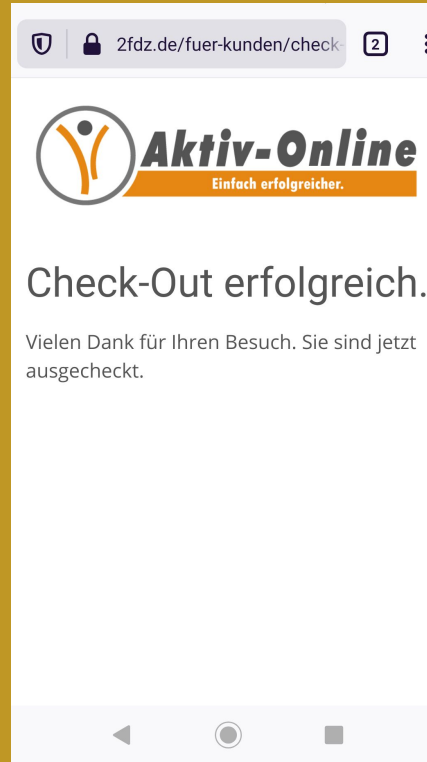 2fdz.de/fuer-kunden/check-
2
Aktiv-Online
Einfach erfolgreicher.
Check-Out erfolgreich.
Vielen Dank für Ihren Besuch. Sie sind jetzt
ausgecheckt.